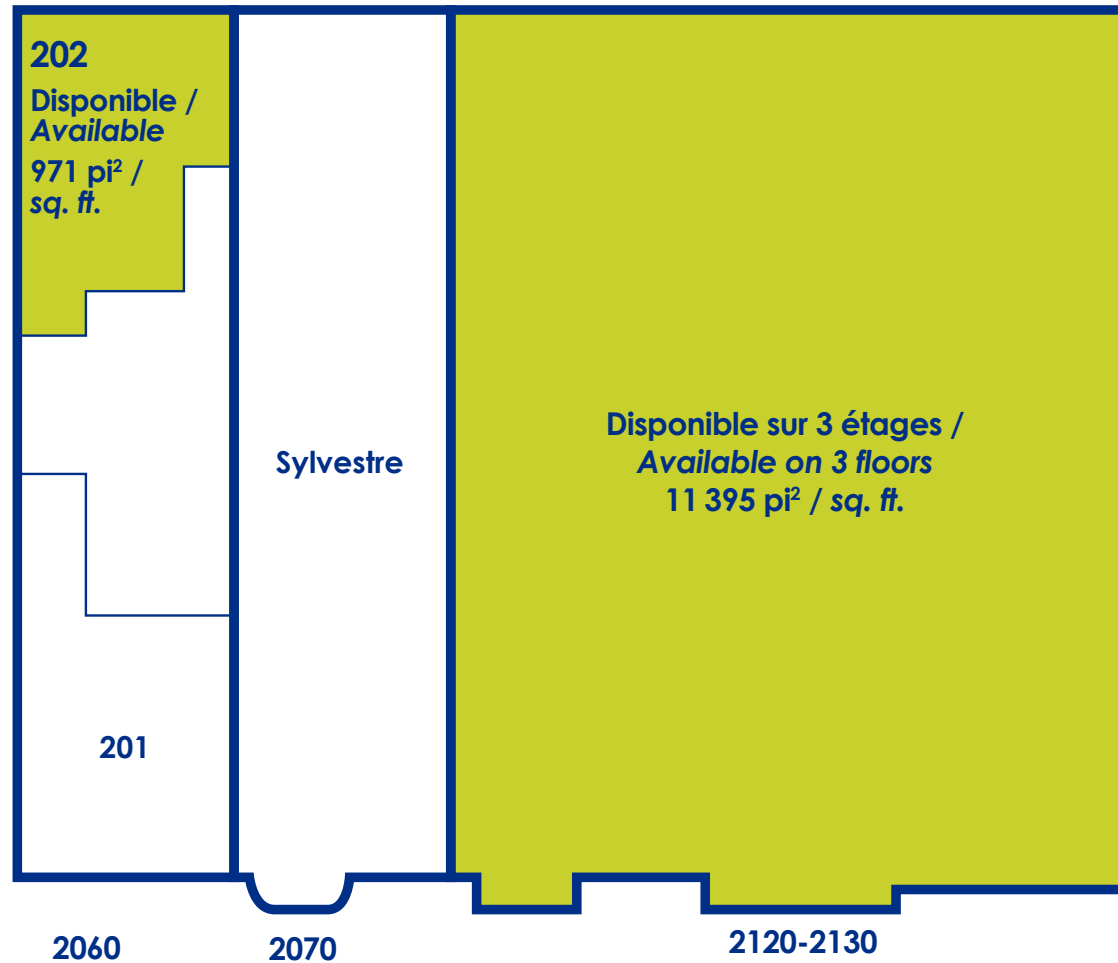 202
Disponible /
Available
971 pi² /
sq. ft.
Sylvestre
Disponible sur 3 étages /
Available on 3 floors
11 395 pi² / sq. ft.
201
2060
2070
2120-2130